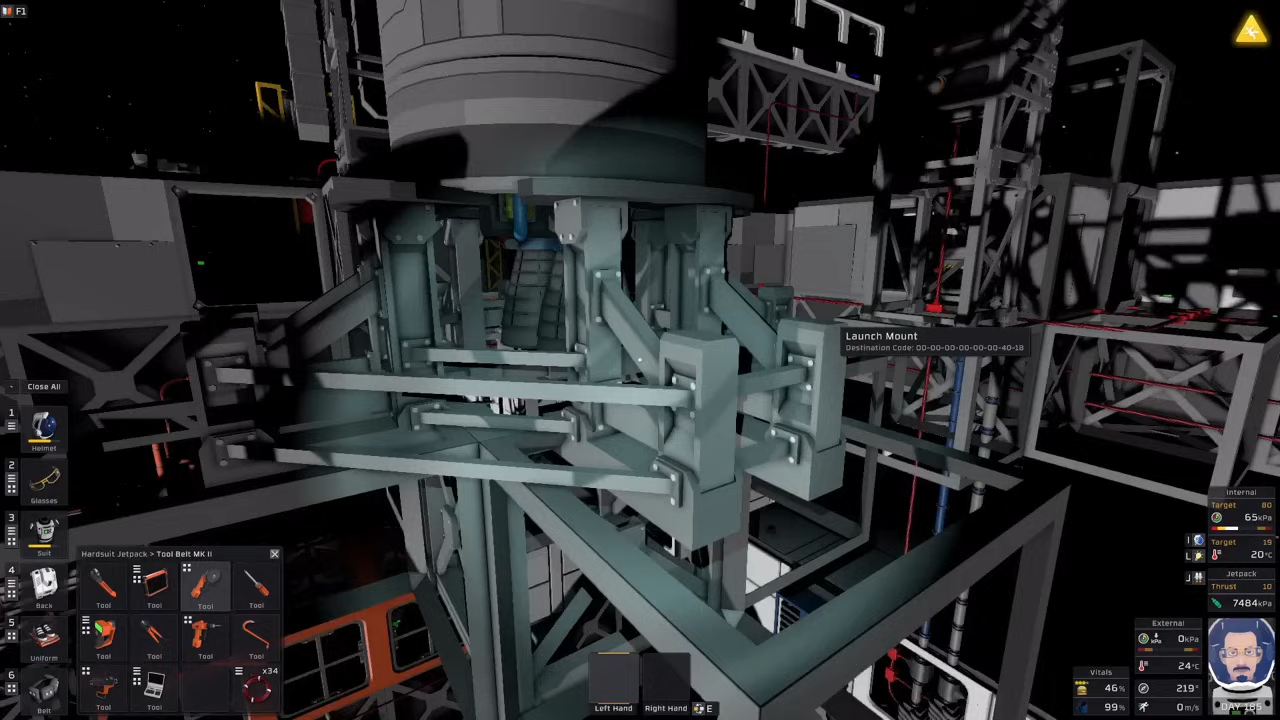 F1
Launch Mount
Destination Code: 00-00-00-00-00-00-40-18
Close All
1
Helmet
2
Glasses
3
Suit
4
Back
5
Uniform
6
Belt
Hardsuit Jetpack > Tool Belt MK II
Tool
Tool
Tool
Tool
Tool
Tool
Tool
Tool
x34
Tool
Tool
Left Hand
Right Hand
E
Internal
Target 80
65kPa
Target 19
20°C
Jetpack
Thrust 10
7484kPa
External
kPa
0kPa
24°C
219°
0m/s
Vitals
46%
99%
DAY 185
I
L
J